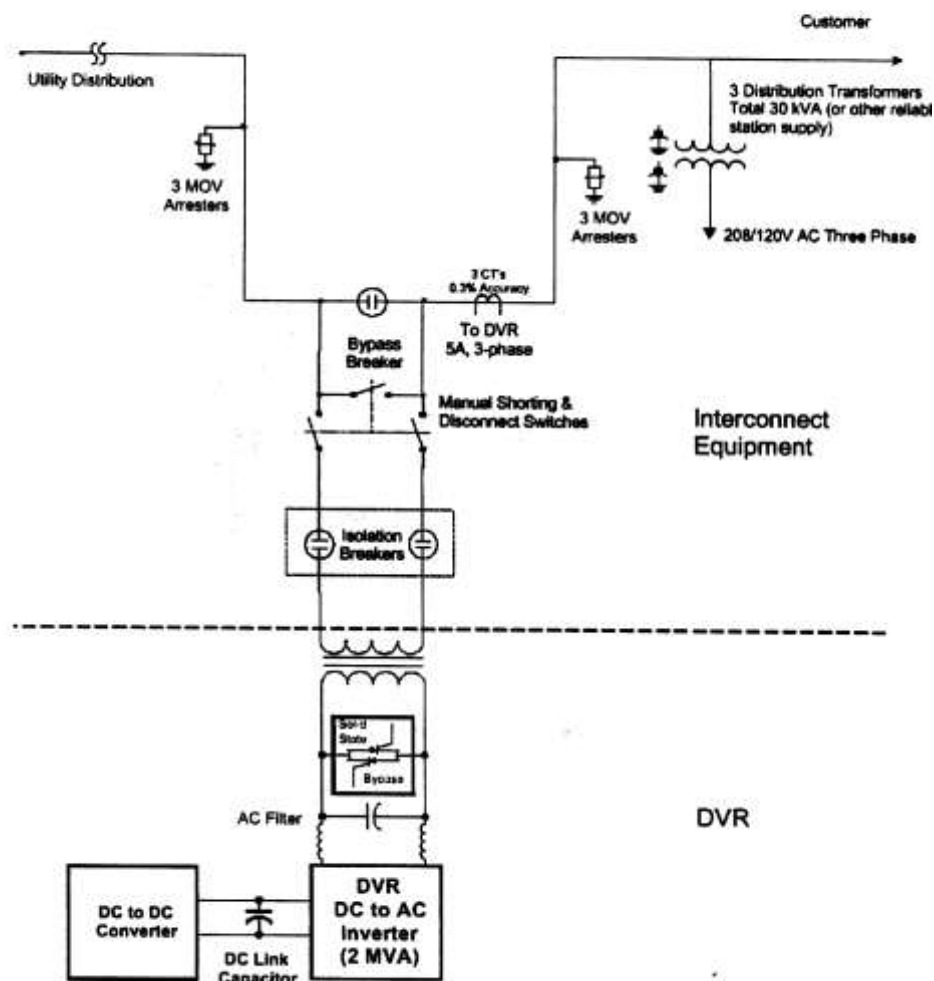 Customer
Utility Distribution
3 Distribution Transformers
Total 30 kVA (or other reliabl
station supply)
3 MOV
Arresters
3 MOV
Arresters
208/120V AC Three Phase
3 CT's
0.3% Accuracy
To DVR
5A, 3-phase
Bypass
Breaker
Manual Shorting &
Disconnect Switches
Interconnect
Equipment
Isolation
Breakers
Solid
State
Bypass
AC Filter
DVR
DC to DC
Converter
DC Link
Capacitor
DVR
DC to AC
Inverter
(2 MVA)